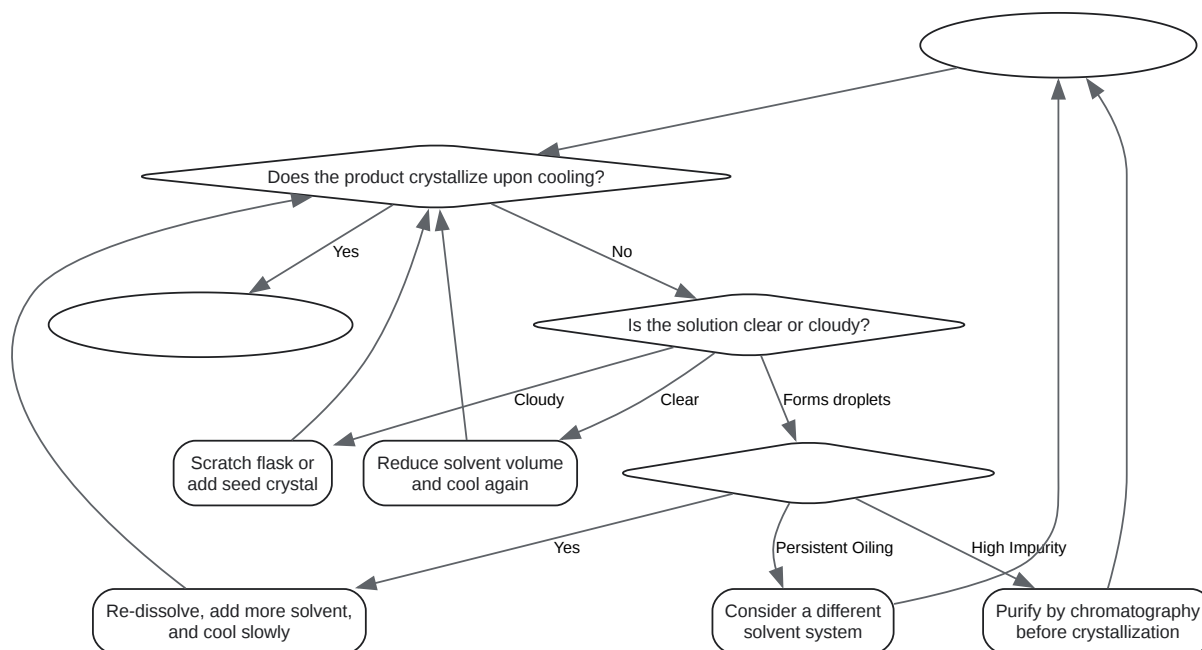 Does the product crystallize upon cooling?
Yes
No
Is the solution clear or cloudy?
Cloudy
Clear
Forms droplets
Scratch flask or
add seed crystal
Reduce solvent volume
and cool again
Yes
Persistent Oiling
High Impurity
Re-dissolve, add more solvent,
and cool slowly
Consider a different
solvent system
Purify by chromatography
before crystallization